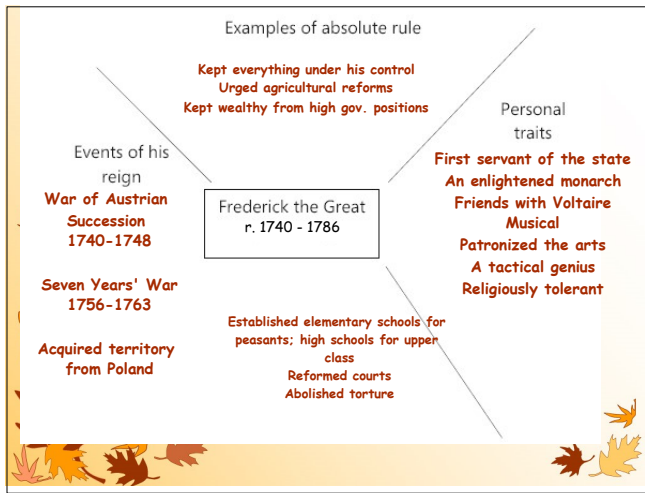 Examples of absolute rule
Kept everything under his control
Urged agricultural reforms
Kept wealthy from high gov. positions
Personal
traits
First servant of the state
An enlightened monarch
Friends with Voltaire
Musical
Patronized the arts
A tactical genius
Religiously tolerant
Events of his
reign
War of Austrian
Succession
1740-1748
Seven Years' War
1756-1763
Acquired territory
from Poland
Frederick the Great
r. 1740 - 1786
Established elementary schools for
peasants; high schools for upper
class
Reformed courts
Abolished torture